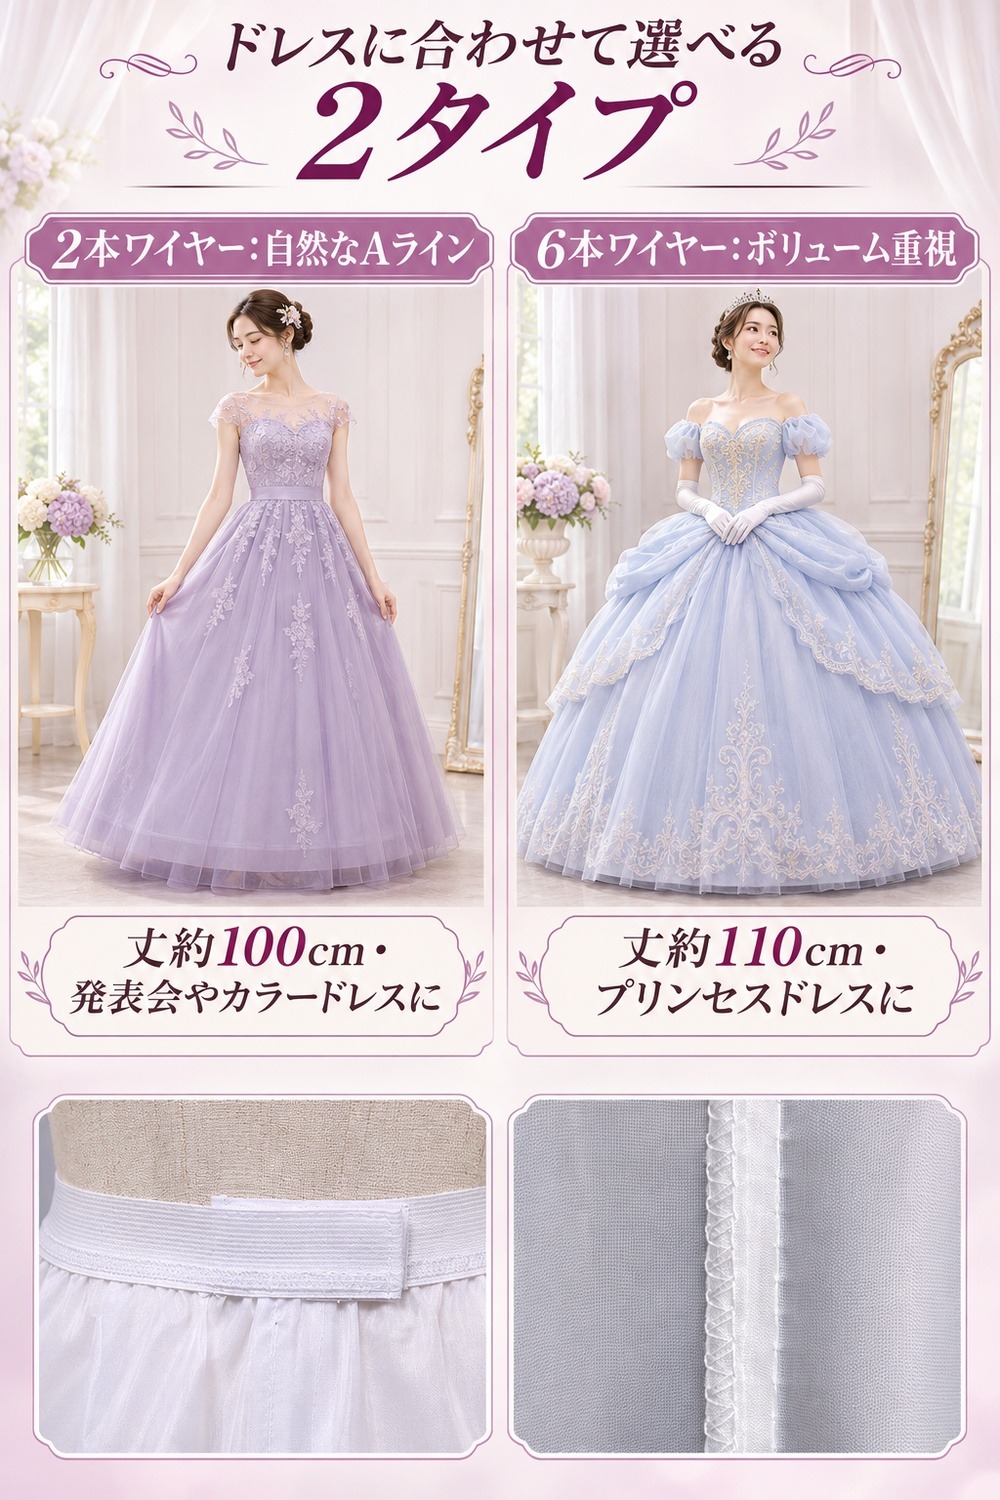 ドレスに合わせて選べる
2タイプ
2本ワイヤー：自然なAライン
6本ワイヤー：ボリューム重視
丈約100cm・
発表会やカラードレスに
丈約110cm・
プリンセスドレスに